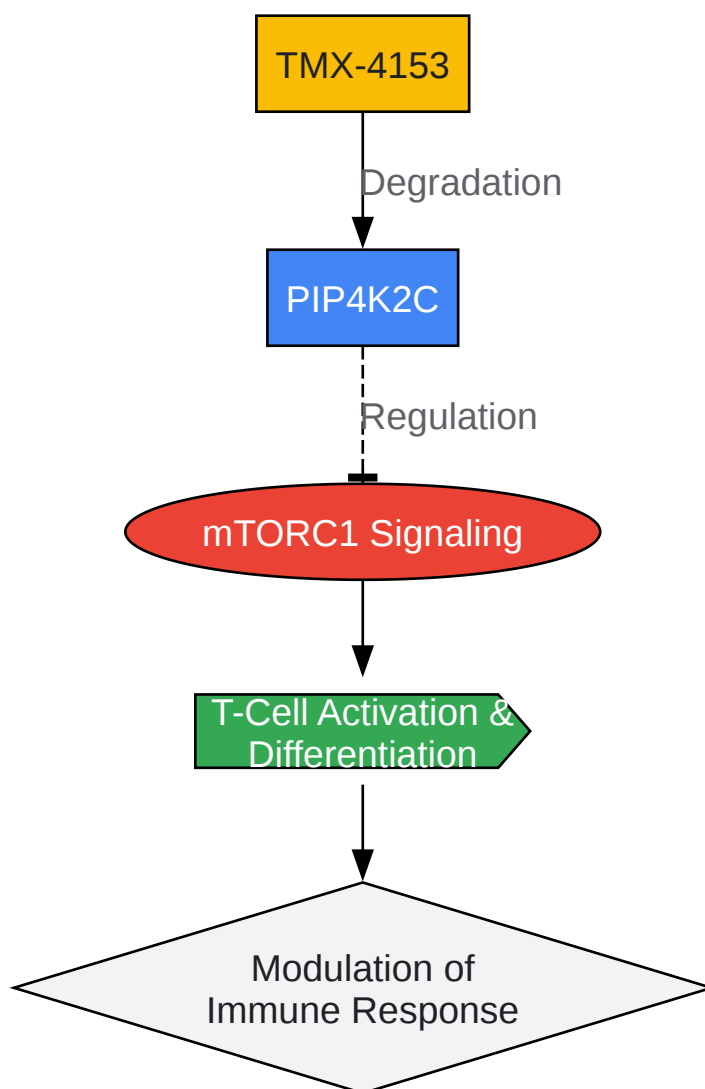 TMX-4153
Degradation
PIP4K2C
Regulation
mTORC1 Signaling
T-Cell Activation &
Differentiation
Modulation of
Immune Response